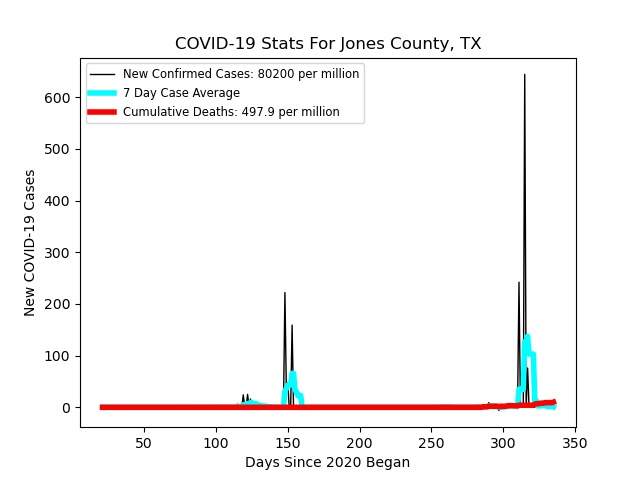 COVID-19 Stats For Jones County, TX
New Confirmed Cases: 80200 per million
7 Day Case Average
Cumulative Deaths: 497.9 per million
600
500
400
300
200
100
0
New COVID-19 Cases
50
100
150
200
250
300
350
Days Since 2020 Began